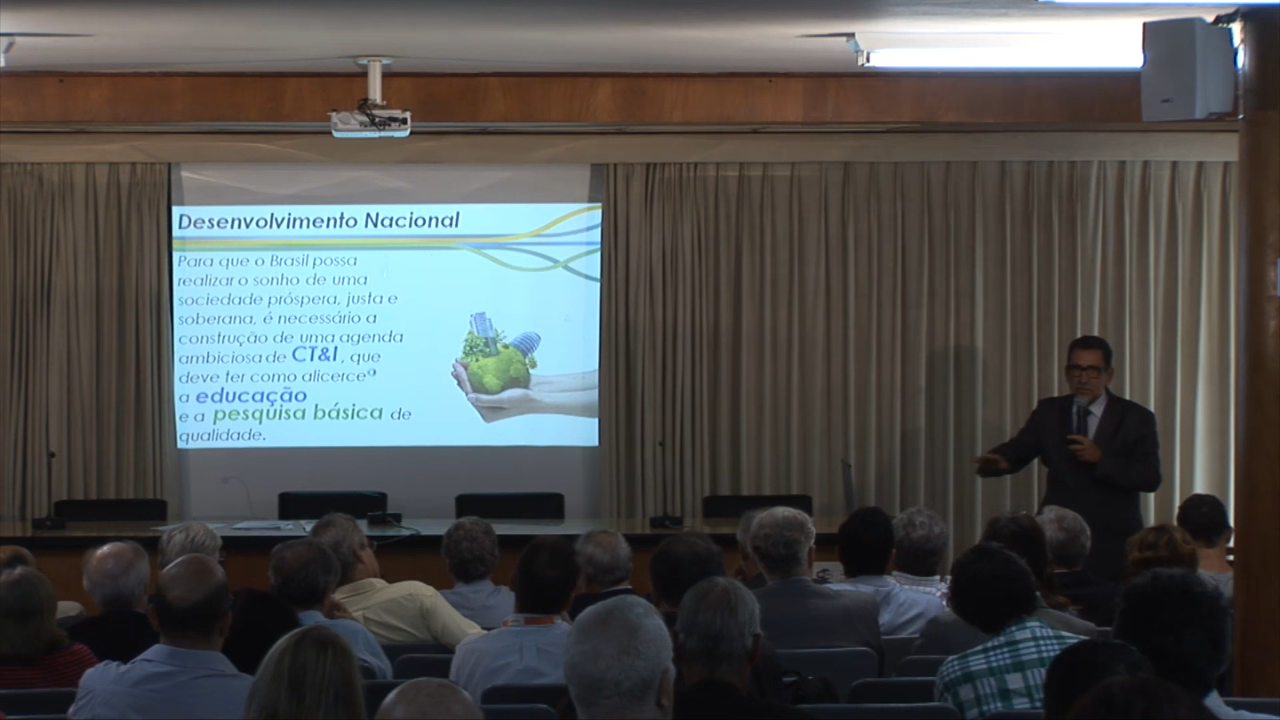 Desenvolvimento Nacional
Para que o Brasil possa
realizar o sonho de uma
sociedade próspera, justa e
soberana, é necessário a
construção de uma agenda
ambiciosa de CT&I, que
deve ter como alicerce
a educação
e a pesquisa básica de
qualidade.